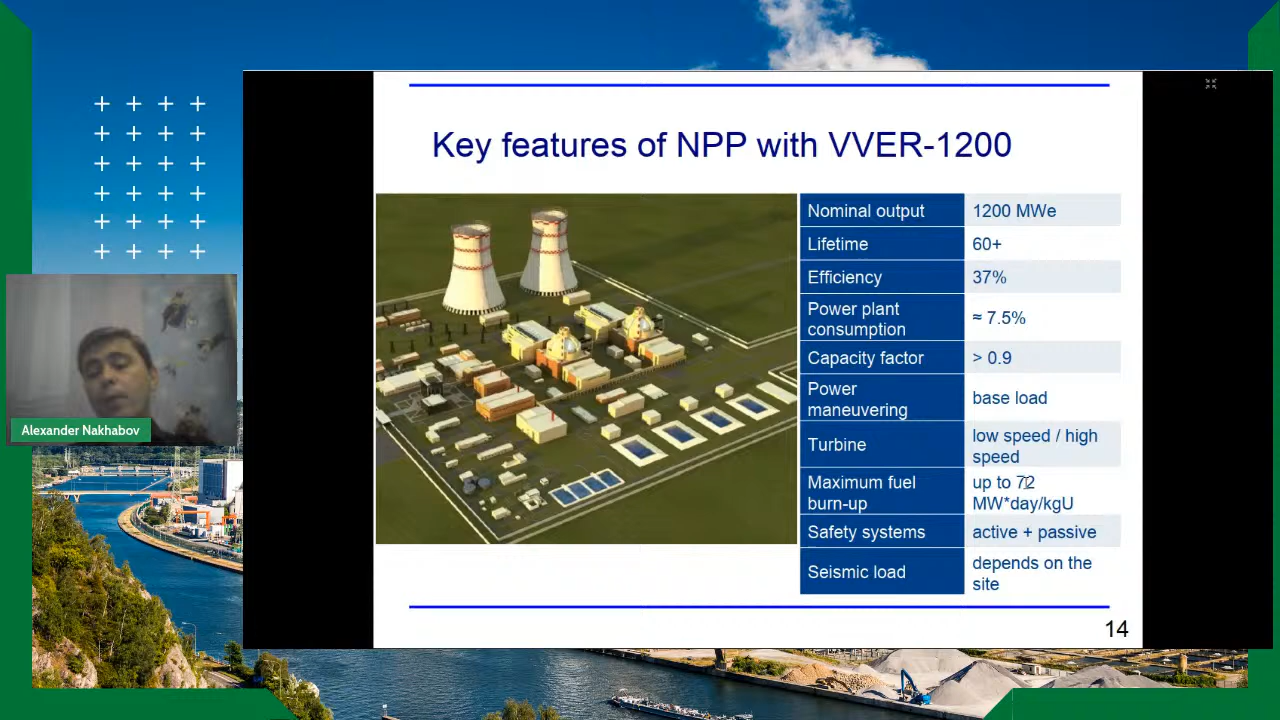 Key features of NPP with VVER-1200
Nominal output 1200 MWe
Lifetime 60+
Efficiency 37%
Power plant
consumption
≈ 7.5%
Capacity factor > 0.9
Power
maneuvering
base load
Turbine
low speed / high
speed
Maximum fuel
burn-up
up to 72
MW*day/kgU
Safety systems active + passive
Seismic load
depends on the
site
14
Alexander Nakhabov